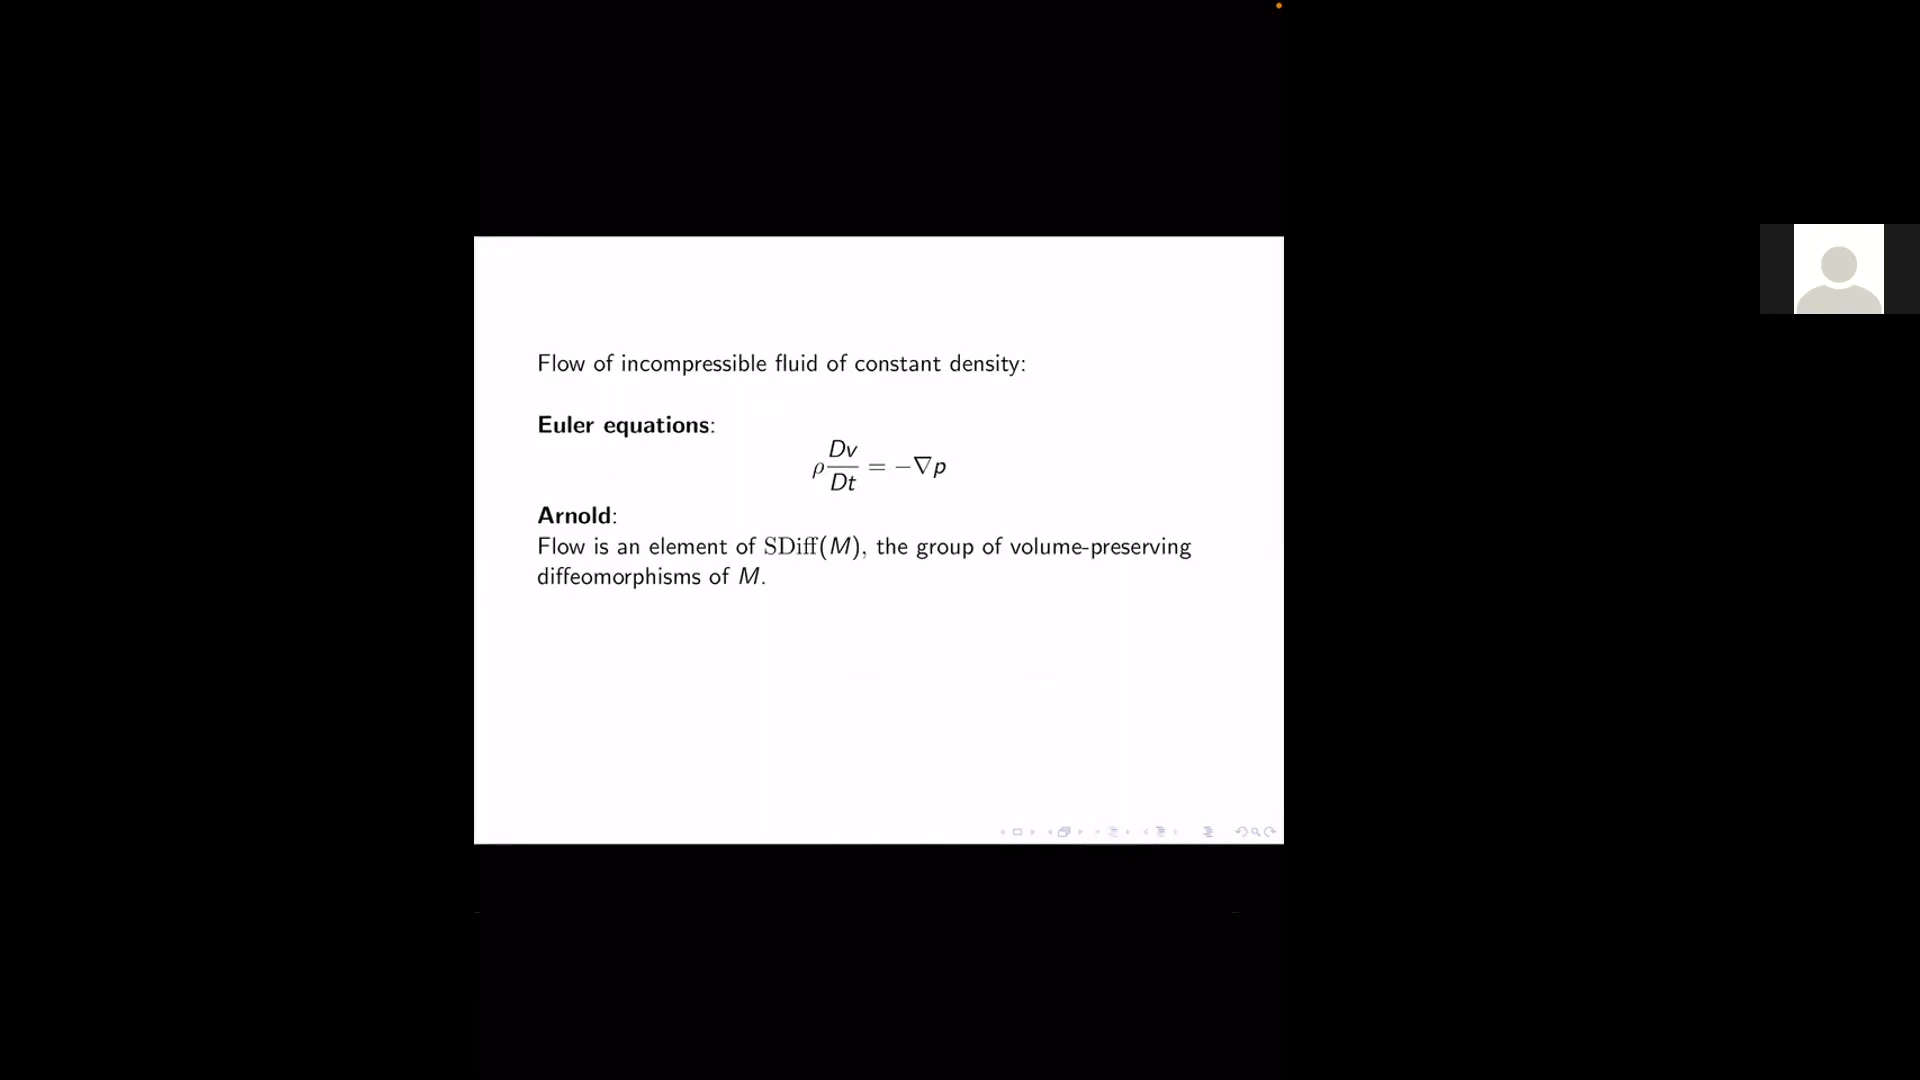 Flow of incompressible fluid of constant density:
Euler equations:
ρ Dv/Dt = −∇p
Arnold:
Flow is an element of SDiff(M), the group of volume-preserving
diffeomorphisms of M.